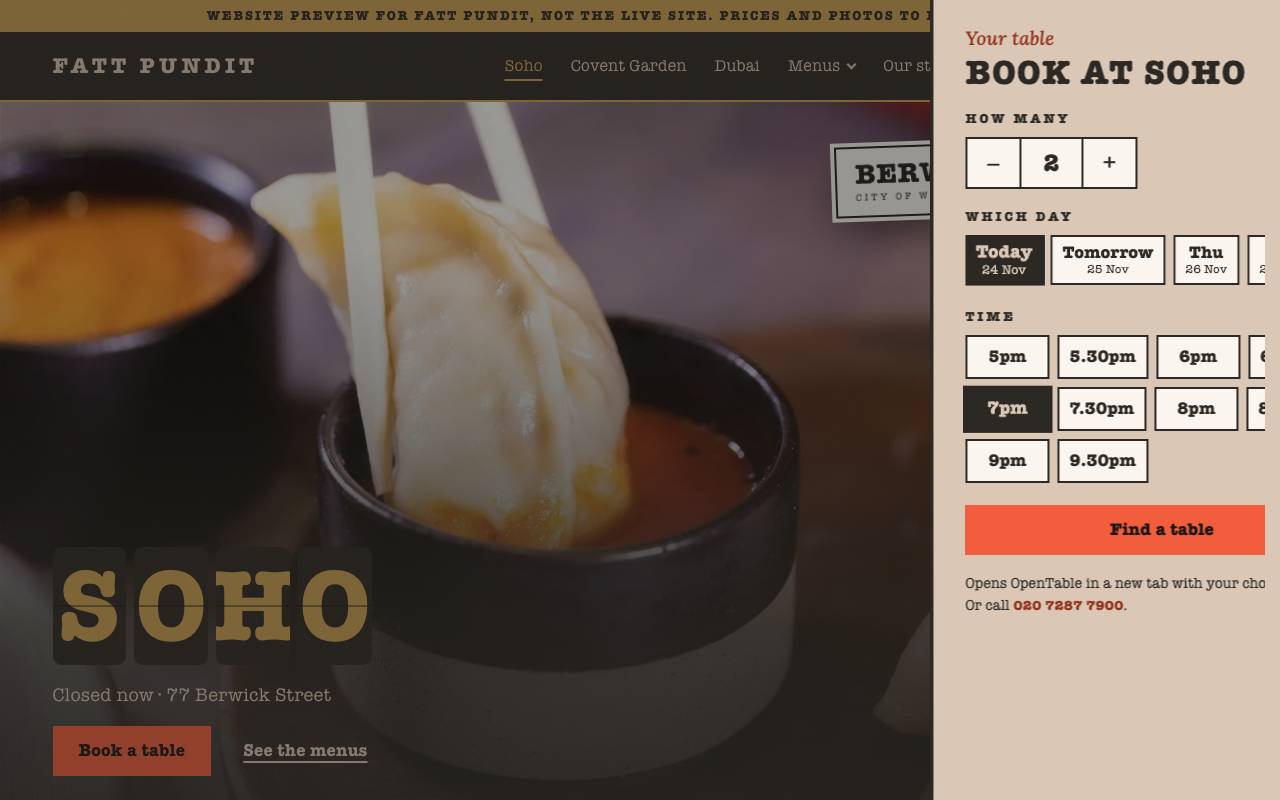 WEBSITE PREVIEW FOR FATT PUNDIT, NOT THE LIVE SITE. PRICES AND PHOTOS TO
FATT PUNDIT
Soho Covent Garden Dubai Menus Our st
CITY OF W
SOHO
Closed now · 77 Berwick Street
Book a table See the menus
Your table
BOOK AT SOHO
HOW MANY
– 2 +
WHICH DAY
Today Tomorrow Thu
24 Nov 25 Nov 26 Nov
TIME
5pm 5.30pm 6pm
7pm 7.30pm 8pm
9pm 9.30pm
Find a table
Opens OpenTable in a new tab with your cho
Or call 020 7287 7900.